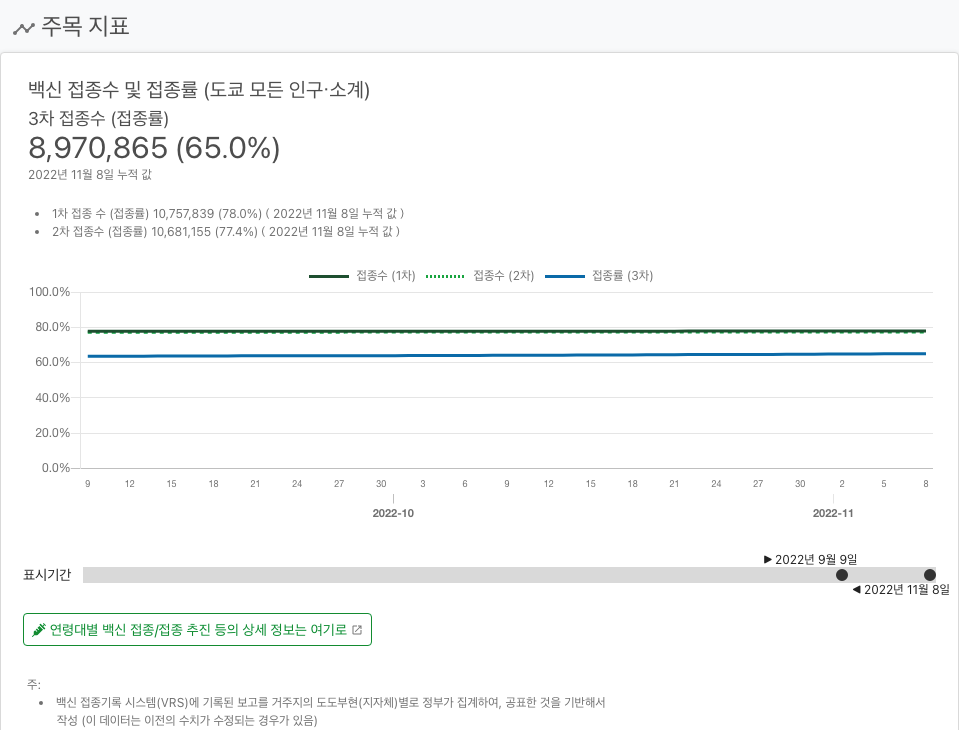 주목 지표
백신 접종수 및 접종률 (도쿄 모든 인구·소계)
3차 접종수 (접종률)
8,970,865 (65.0%)
2022년 11월 8일 누적 값
• 1차 접종 수 (접종률) 10,757,839 (78.0%) ( 2022년 11월 8일 누적 값 )
• 2차 접종수 (접종률) 10,681,155 (77.4%) ( 2022년 11월 8일 누적 값 )
접종수 (1차) 접종수 (2차) 접종률 (3차)
100.0%
80.0%
60.0%
40.0%
20.0%
0.0%
9 12 15 18 21 24 27 30 3 6 9 12 15 18 21 24 27 30 2 5 8
2022-10 2022-11
▶ 2022년 9월 9일
표시기간
◀ 2022년 11월 8일
연령대별 백신 접종/접종 추진 등의 상세 정보는 여기로
주:
• 백신 접종기록 시스템(VRS)에 기록된 보고를 거주지의 도도부현(지자체)별로 정부가 집계하여, 공표한 것을 기반해서
작성 (이 데이터는 이전의 수치가 수정되는 경우가 있음)